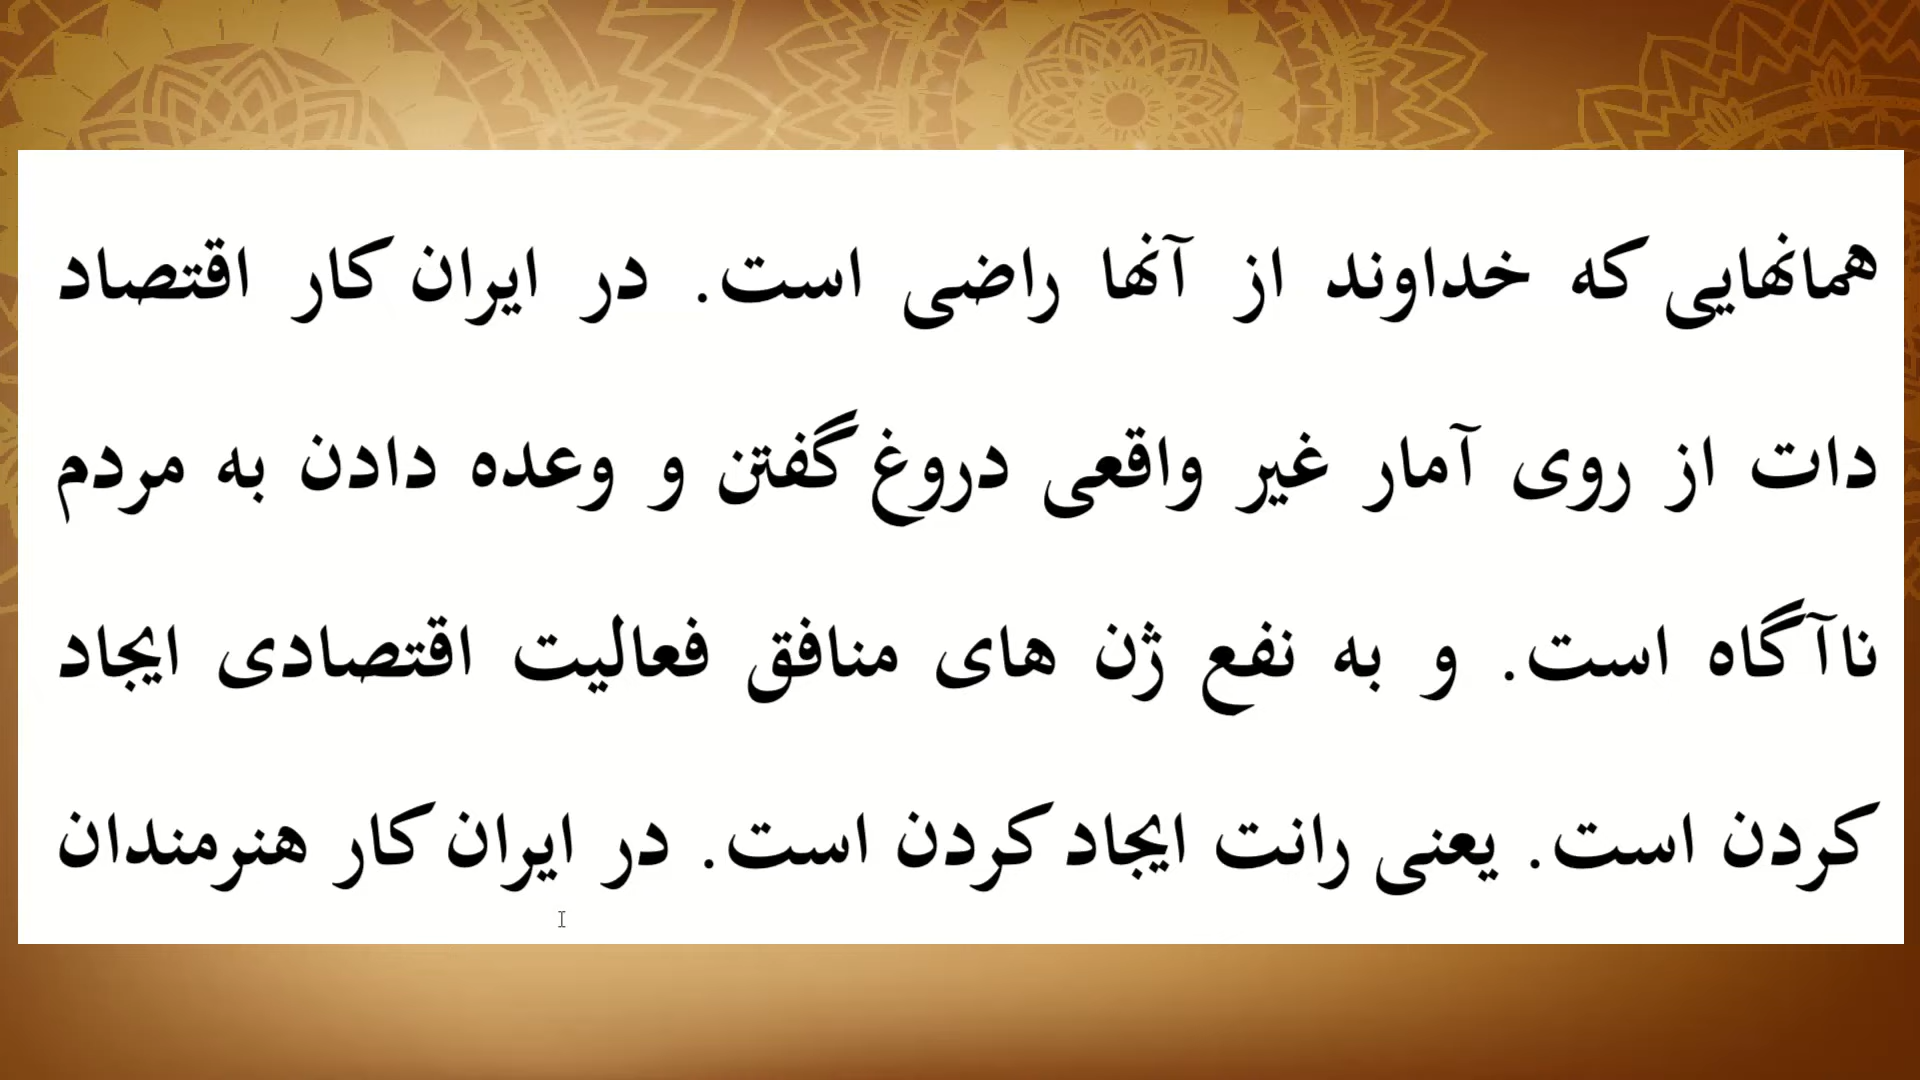 همانهایی که خداوند از آنها راضی است. در ایران کار اقتصاد
دات از روی آمار غیر واقعی دروغ گفتن و وعده دادن به مردم
ناآگاه است. و به نفع ژن های منافق فعالیت اقتصادی ایجاد
کردن است. یعنی رانت ایجاد کردن است. در ایران کار هنرمندان